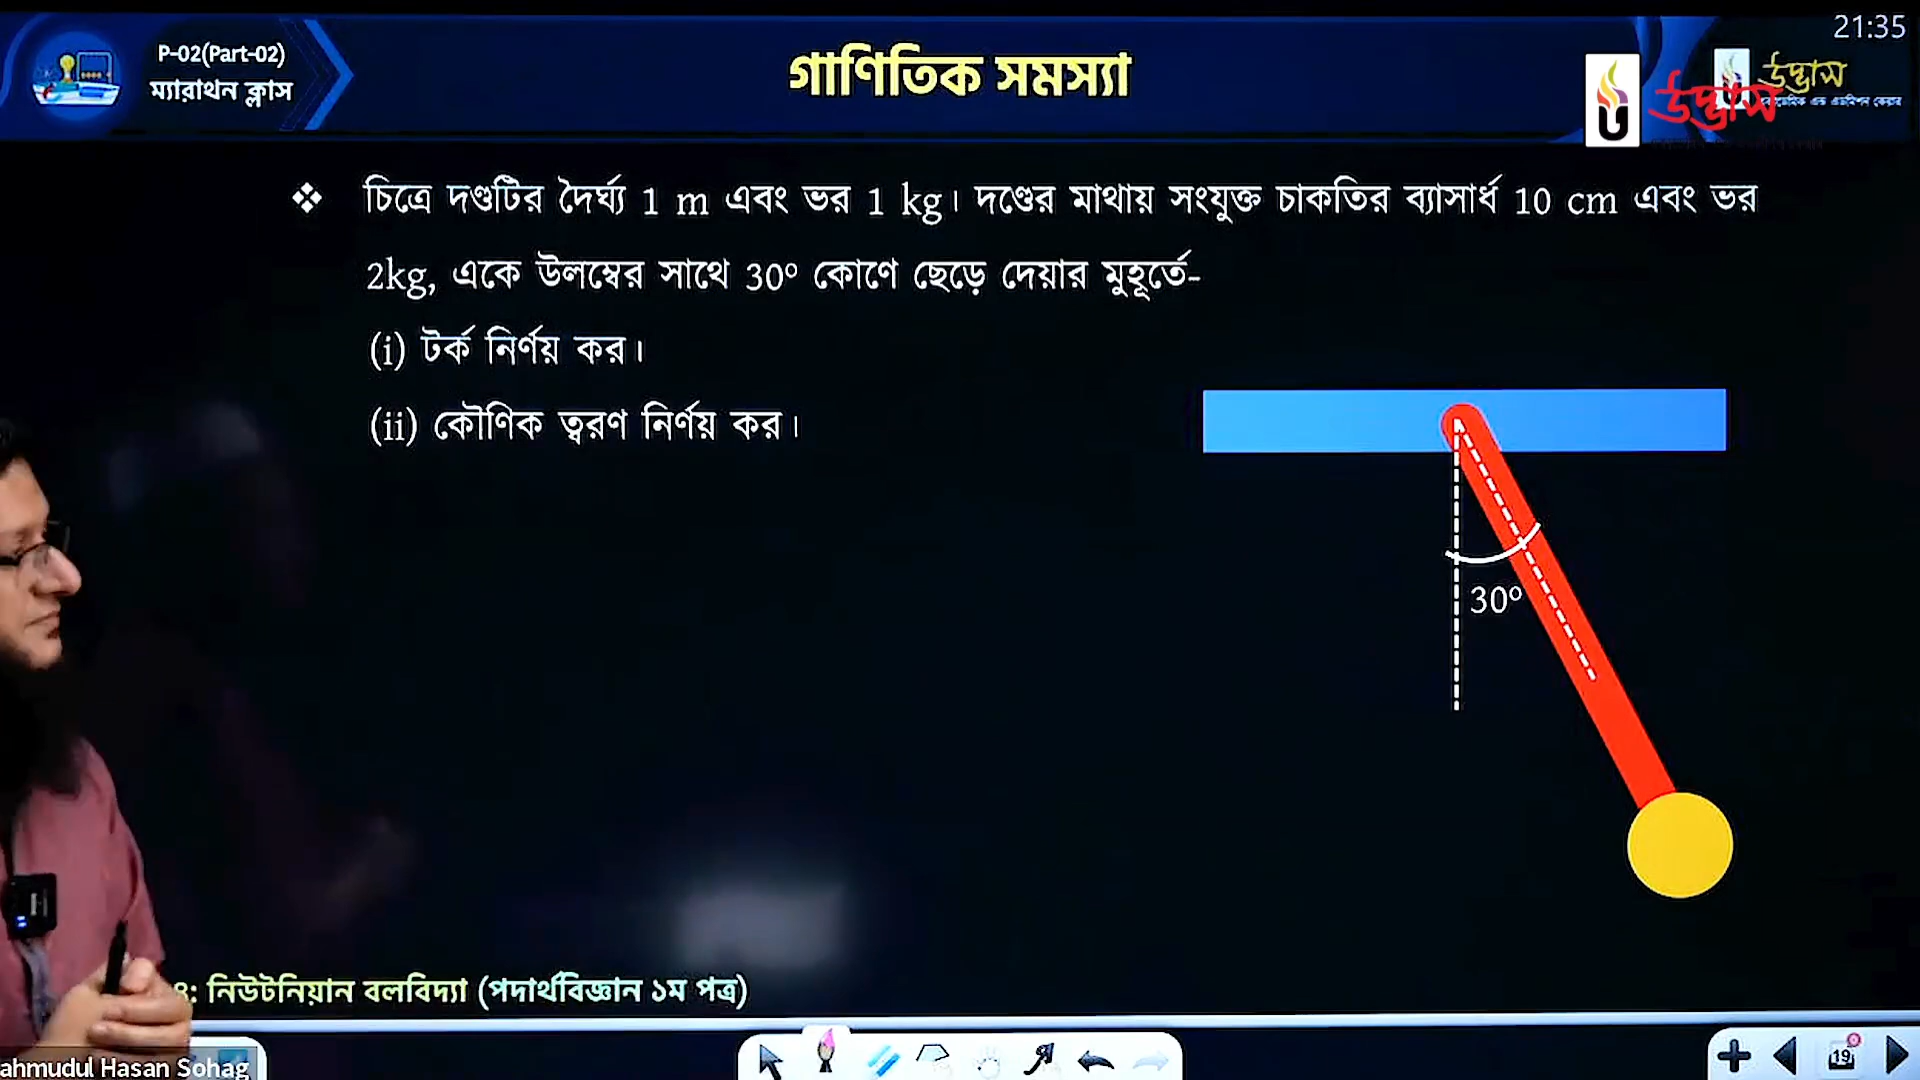 21:35
P-02(Part-02)
ম্যারাথন ক্লাস
গাণিতিক সমস্যা
উদ্ভাস
উদ্ভাস
❖ চিত্রে দণ্ডটির দৈর্ঘ্য 1 m এবং ভর 1 kg। দণ্ডের মাথায় সংযুক্ত চাকতির ব্যাসার্ধ 10 cm এবং ভর
2kg, একে উলম্বের সাথে 30° কোণে ছেড়ে দেয়ার মুহূর্তে-
(i) টর্ক নির্ণয় কর।
(ii) কৌণিক ত্বরণ নির্ণয় কর।
30°
: নিউটনিয়ান বলবিদ্যা (পদার্থবিজ্ঞান ১ম পত্র)
ahmudul Hasan Sohag
19